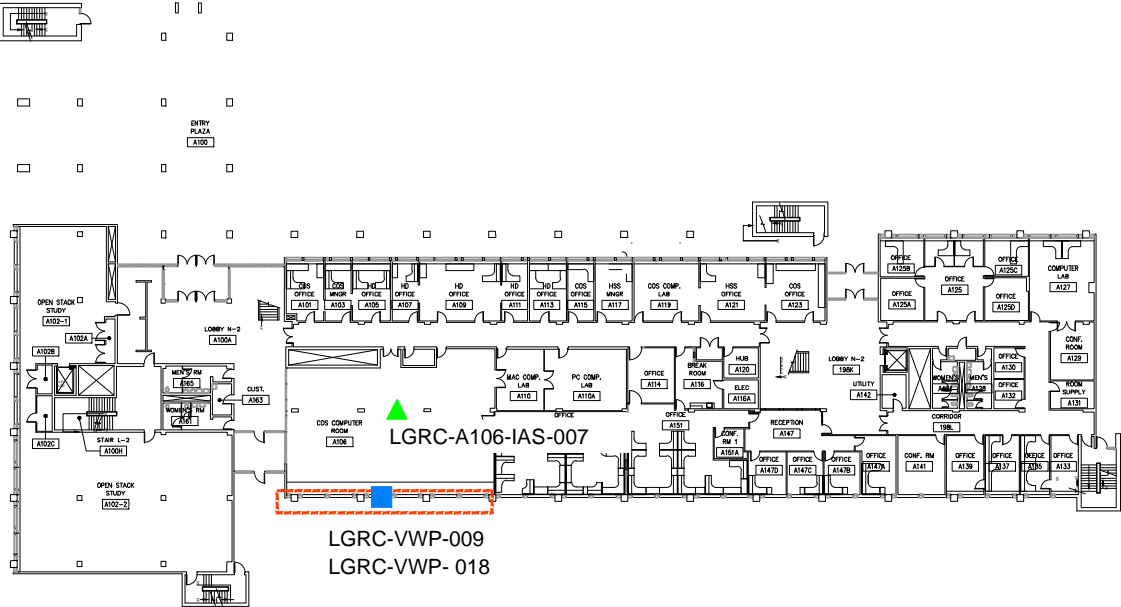 ENTRY
PLAZA
A100
OPEN STACK
STUDY
A102-1
A102A
A102B
A102C
LOBBY N-2
A100A
MEN'S RM
A165
WOMEN'S RM
A161
CUST.
A163
STAIR L-2
A100H
OPEN STACK
STUDY
A102-2
COS
OFFICE
A101
COS
MNGR
A103
HD
OFFICE
A105
HD
OFFICE
A107
HD
OFFICE
A109
HD
OFFICE
A111
HD
OFFICE
A113
COS
OFFICE
A115
HSS
MNGR
A117
COS COMP.
LAB
A119
HSS
OFFICE
A121
COS
OFFICE
A123
COS COMPUTER
ROOM
A106
MAC COMP.
LAB
A110
PC COMP.
LAB
A110A
OFFICE
A114
BREAK
ROOM
A116
HUB
A120
ELEC
A116A
OFFICE
OFFICE
A151
CONF.
RM 1
A151A
RECEPTION
A147
OFFICE
A147D
OFFICE
A147C
OFFICE
A147B
OFFICE
A147A
LOBBY N-2
198K
UTILITY
A142
OFFICE
A125B
OFFICE
A125A
OFFICE
A125
OFFICE
A125C
OFFICE
A125D
COMPUTER
LAB
A127
CONF.
ROOM
A129
ROOM
SUPPLY
A131
WOMEN'S
MEN'S
OFFICE
A130
OFFICE
A132
CORRIDOR
198L
CONF. RM
A141
OFFICE
A139
OFFICE
A137
OFFICE
A135
OFFICE
A133
LGRC-A106-IAS-007
LGRC-VWP-009
LGRC-VWP- 018